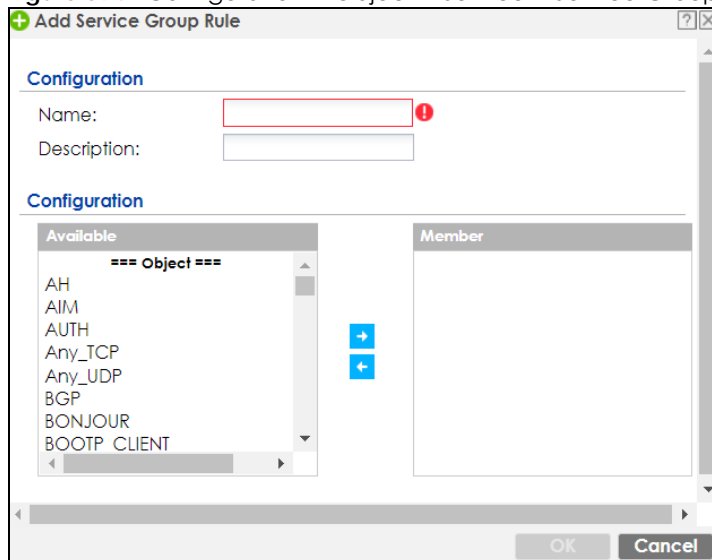 Add Service Group Rule
Configuration
Name:
Description:
Configuration
Available
Member
=== Object ===
AH
AIM
AUTH
Any_TCP
Any_UDP
BGP
BONJOUR
BOOTP_CLIENT
OK
Cancel